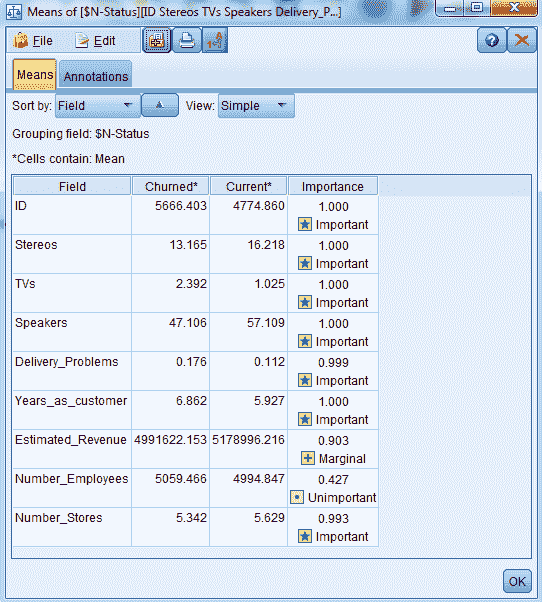 Means of [$N-Status][ID Stereos TVs Speakers Delivery_P...]
File Edit
Means Annotations
Sort by: Field View: Simple
Grouping field: $N-Status
*Cells contain: Mean
Field Churned* Current* Importance
ID 5666.403 4774.860 1.000
Important
Stereos 13.165 16.218 1.000
Important
TVs 2.392 1.025 1.000
Important
Speakers 47.106 57.109 1.000
Important
Delivery_Problems 0.176 0.112 0.999
Important
Years_as_customer 6.862 5.927 1.000
Important
Estimated_Revenue 4991622.153 5178996.216 0.903
Marginal
Number_Employees 5059.466 4994.847 0.427
Unimportant
Number_Stores 5.342 5.629 0.993
Important
OK